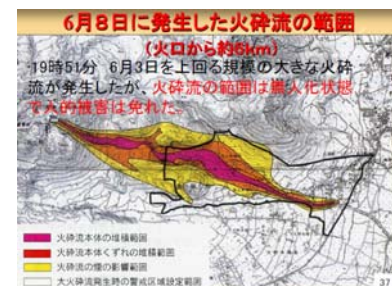 6月8日に発生した火砕流の範囲
(火口から約6km)
・19時51分 6月3日を上回る規模の大きな火砕
流が発生したが、火砕流の範囲は無人化状態
で人的被害は免れた。
火砕流本体の堆積範囲
火砕流本体くずれの堆積範囲
火砕流の煙の影響範囲
大火砕流発生時の警戒区域設定範囲
37